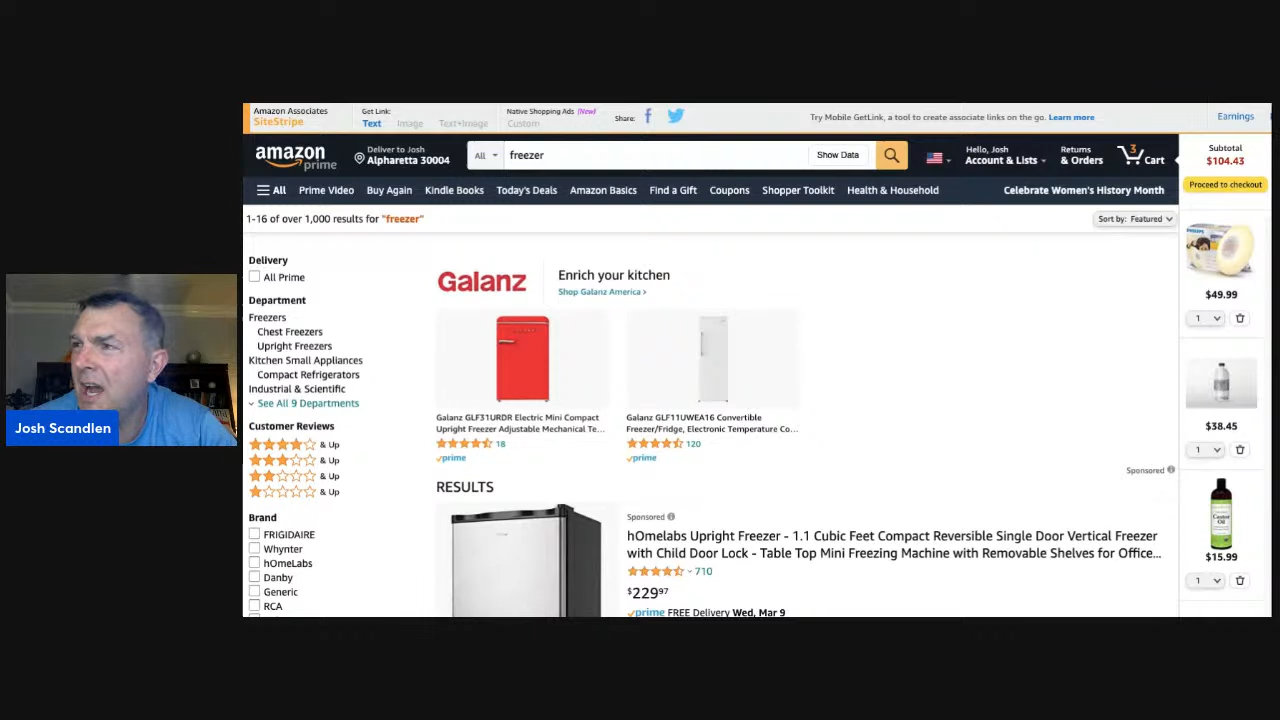 Amazon Associates
SiteStripe
Get Link:
Text Image Text+Image
Native Shopping Ads (New)
Custom
Share:
Try Mobile GetLink, a tool to create associate links on the go. Learn more
Earnings
amazon
prime
Deliver to Josh
Alpharetta 30004
All
freezer
Show Data
Hello, Josh
Account & Lists
Returns
& Orders
3
Cart
Subtotal
$104.43
Proceed to checkout
All Prime Video Buy Again Kindle Books Today's Deals Amazon Basics Find a Gift Coupons Shopper Toolkit Health & Household Celebrate Women's History Month
1-16 of over 1,000 results for "freezer"
Sort by: Featured
Delivery
All Prime
Department
Freezers
Chest Freezers
Upright Freezers
Kitchen Small Appliances
Compact Refrigerators
Industrial & Scientific
See All 9 Departments
Customer Reviews
& Up
& Up
& Up
& Up
Brand
FRIGIDAIRE
Whynter
hOmeLabs
Danby
Generic
RCA
Galanz
Enrich your kitchen
Shop Galanz America ›
Galanz GLF31URDR Electric Mini Compact
Upright Freezer Adjustable Mechanical Te...
18
prime
Galanz GLF11UWEA16 Convertible
Freezer/Fridge, Electronic Temperature Co...
120
prime
Sponsored
RESULTS
Sponsored
hOmelabs Upright Freezer - 1.1 Cubic Feet Compact Reversible Single Door Vertical Freezer
with Child Door Lock - Table Top Mini Freezing Machine with Removable Shelves for Office...
710
$22997
prime FREE Delivery Wed, Mar 9
PHILIPS
$49.99
1
$38.45
1
Castor
Oil
$15.99
1
Josh Scandlen